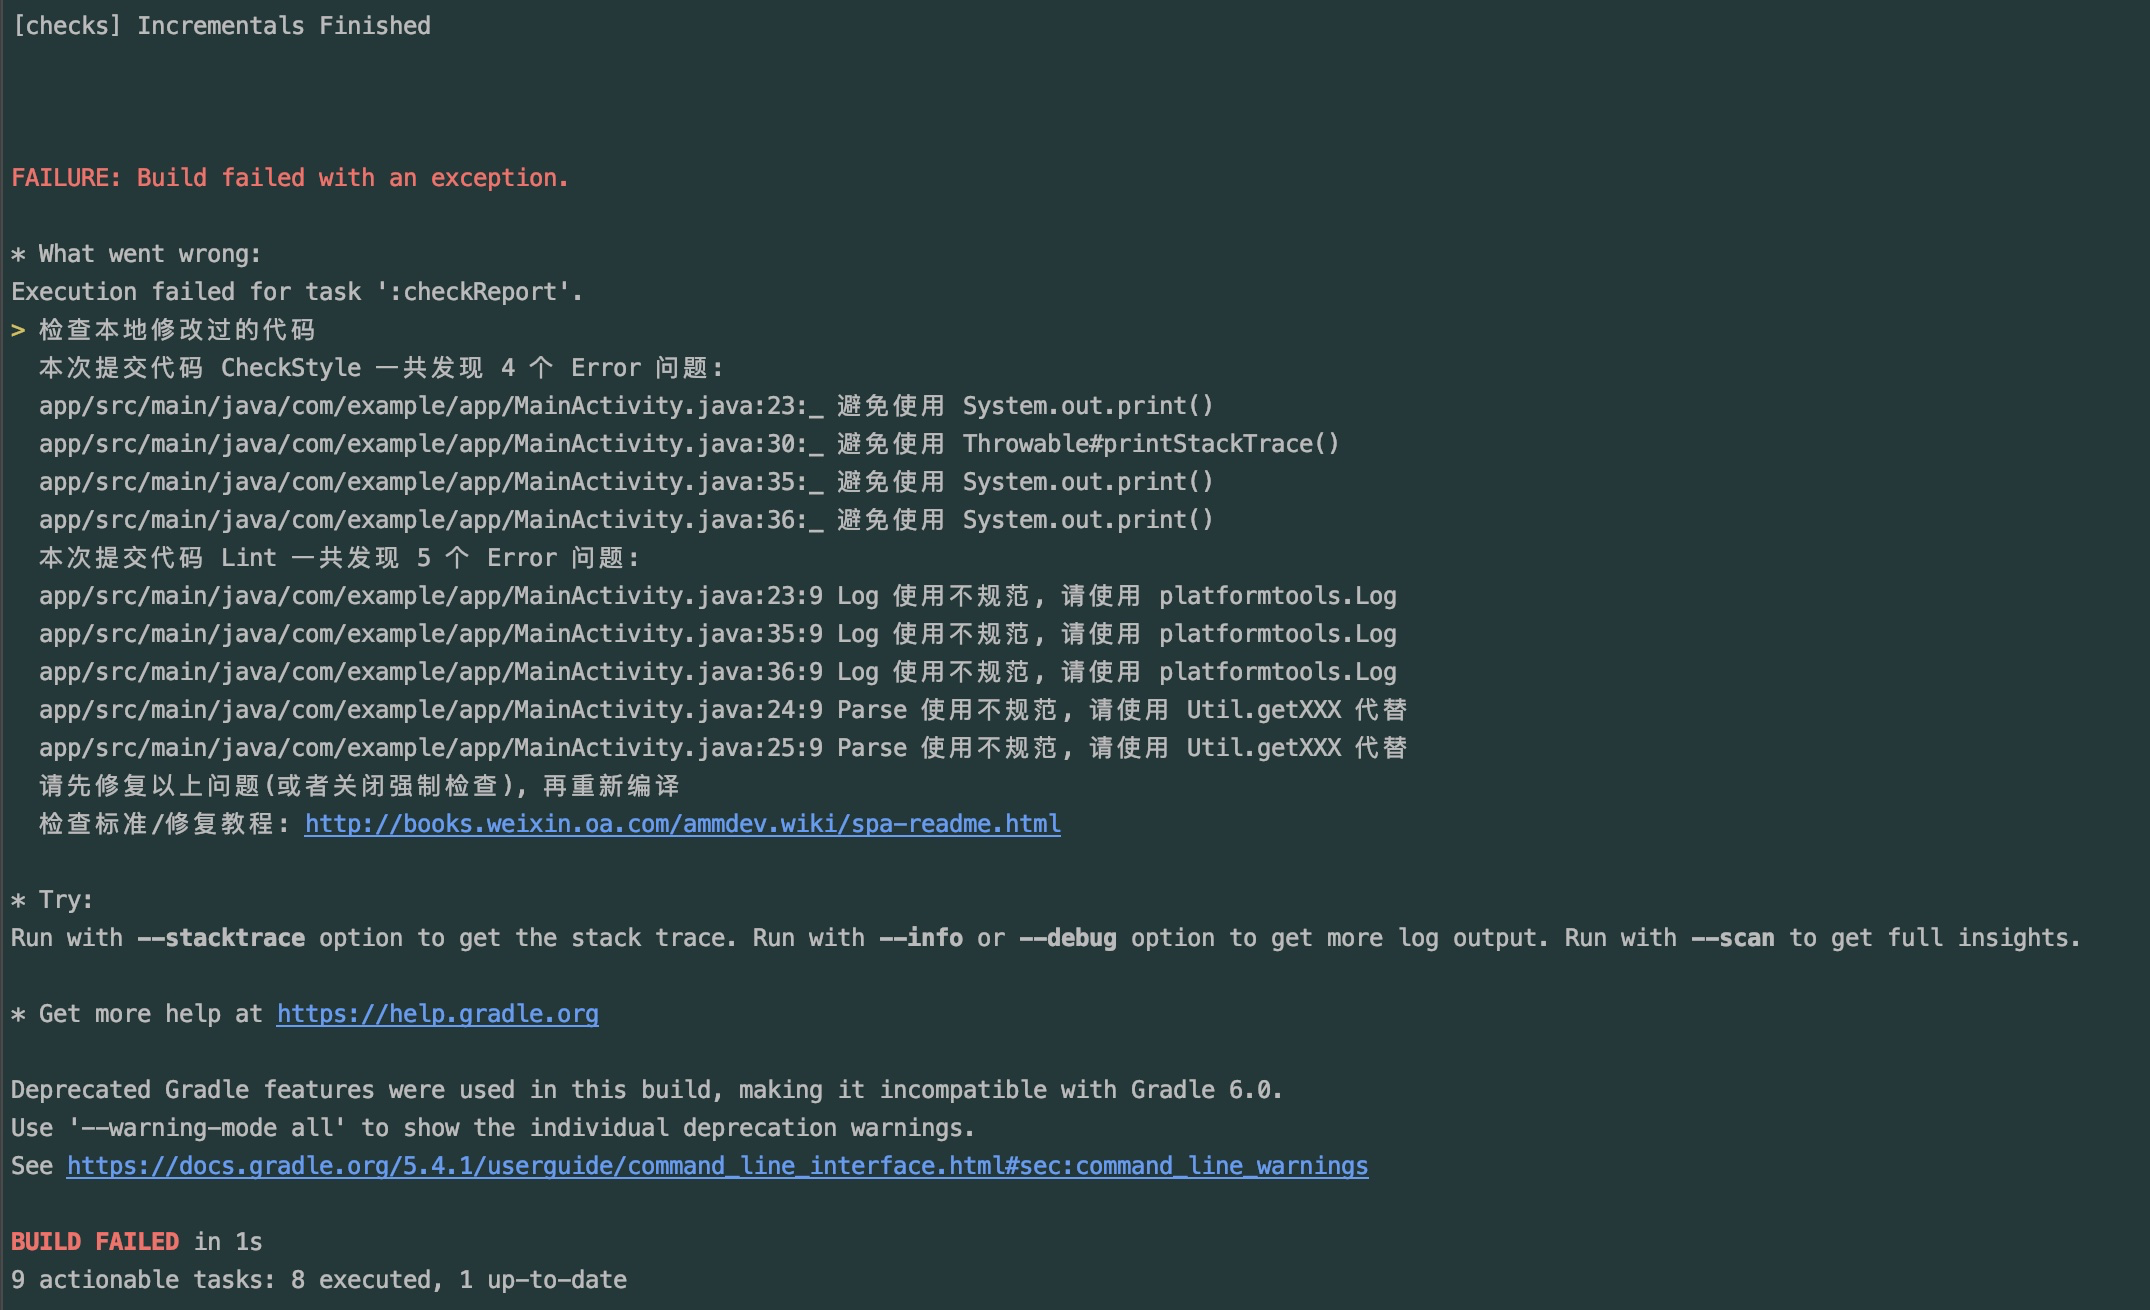 [checks] Incrementals Finished
FAILURE: Build failed with an exception.
* What went wrong:
Execution failed for task ':checkReport'.
> 检查本地修改过的代码
本次提交代码 CheckStyle 一共发现 4 个 Error 问题:
app/src/main/java/com/example/app/MainActivity.java:23:_ 避免使用 System.out.print()
app/src/main/java/com/example/app/MainActivity.java:30:_ 避免使用 Throwable#printStackTrace()
app/src/main/java/com/example/app/MainActivity.java:35:_ 避免使用 System.out.print()
app/src/main/java/com/example/app/MainActivity.java:36:_ 避免使用 System.out.print()
本次提交代码 Lint 一共发现 5 个 Error 问题:
app/src/main/java/com/example/app/MainActivity.java:23:9 Log 使用不规范, 请使用 platformtools.Log
app/src/main/java/com/example/app/MainActivity.java:35:9 Log 使用不规范, 请使用 platformtools.Log
app/src/main/java/com/example/app/MainActivity.java:36:9 Log 使用不规范, 请使用 platformtools.Log
app/src/main/java/com/example/app/MainActivity.java:24:9 Parse 使用不规范, 请使用 Util.getXXX 代替
app/src/main/java/com/example/app/MainActivity.java:25:9 Parse 使用不规范, 请使用 Util.getXXX 代替
请先修复以上问题(或者关闭强制检查), 再重新编译
检查标准/修复教程: http://books.weixin.oa.com/ammdev.wiki/spa-readme.html
* Try:
Run with --stacktrace option to get the stack trace. Run with --info or --debug option to get more log output. Run with --scan to get full insights.
* Get more help at https://help.gradle.org
Deprecated Gradle features were used in this build, making it incompatible with Gradle 6.0.
Use '--warning-mode all' to show the individual deprecation warnings.
See https://docs.gradle.org/5.4.1/userguide/command_line_interface.html#sec:command_line_warnings
BUILD FAILED in 1s
9 actionable tasks: 8 executed, 1 up-to-date